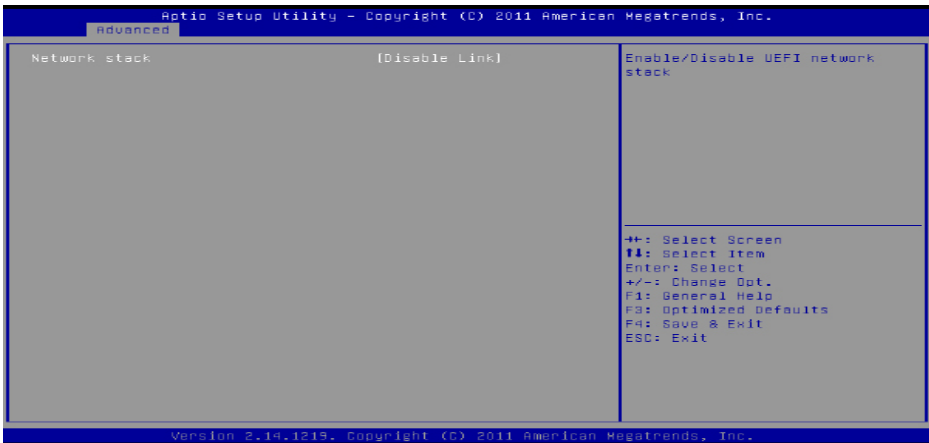 Aptio Setup Utility – Copyright (C) 2011 American Megatrends, Inc.
Advanced
Network stack [Disable Link]
Enable/Disable UEFI network
stack
→←: Select Screen
↑↓: Select Item
Enter: Select
+/-: Change Opt.
F1: General Help
F3: Optimized Defaults
F4: Save & Exit
ESC: Exit
Version 2.14.1219. Copyright (C) 2011 American Megatrends, Inc.